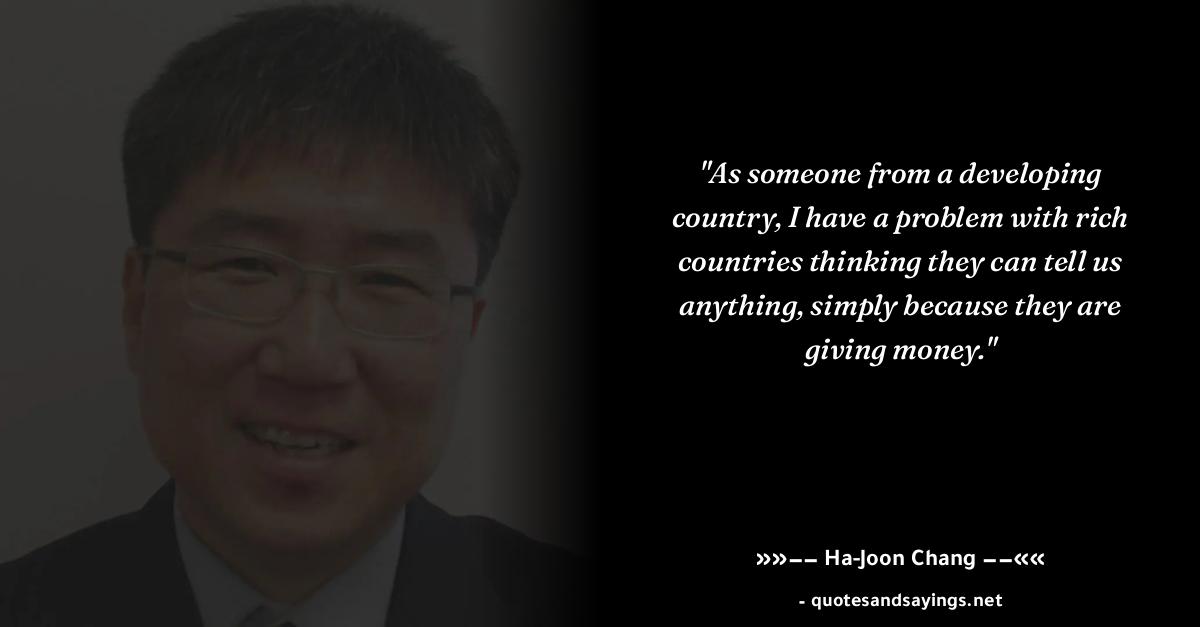 "As someone from a developing
country, I have a problem with rich
countries thinking they can tell us
anything, simply because they are
giving money."
»»–– Ha-Joon Chang ––««
- quotesandsayings.net